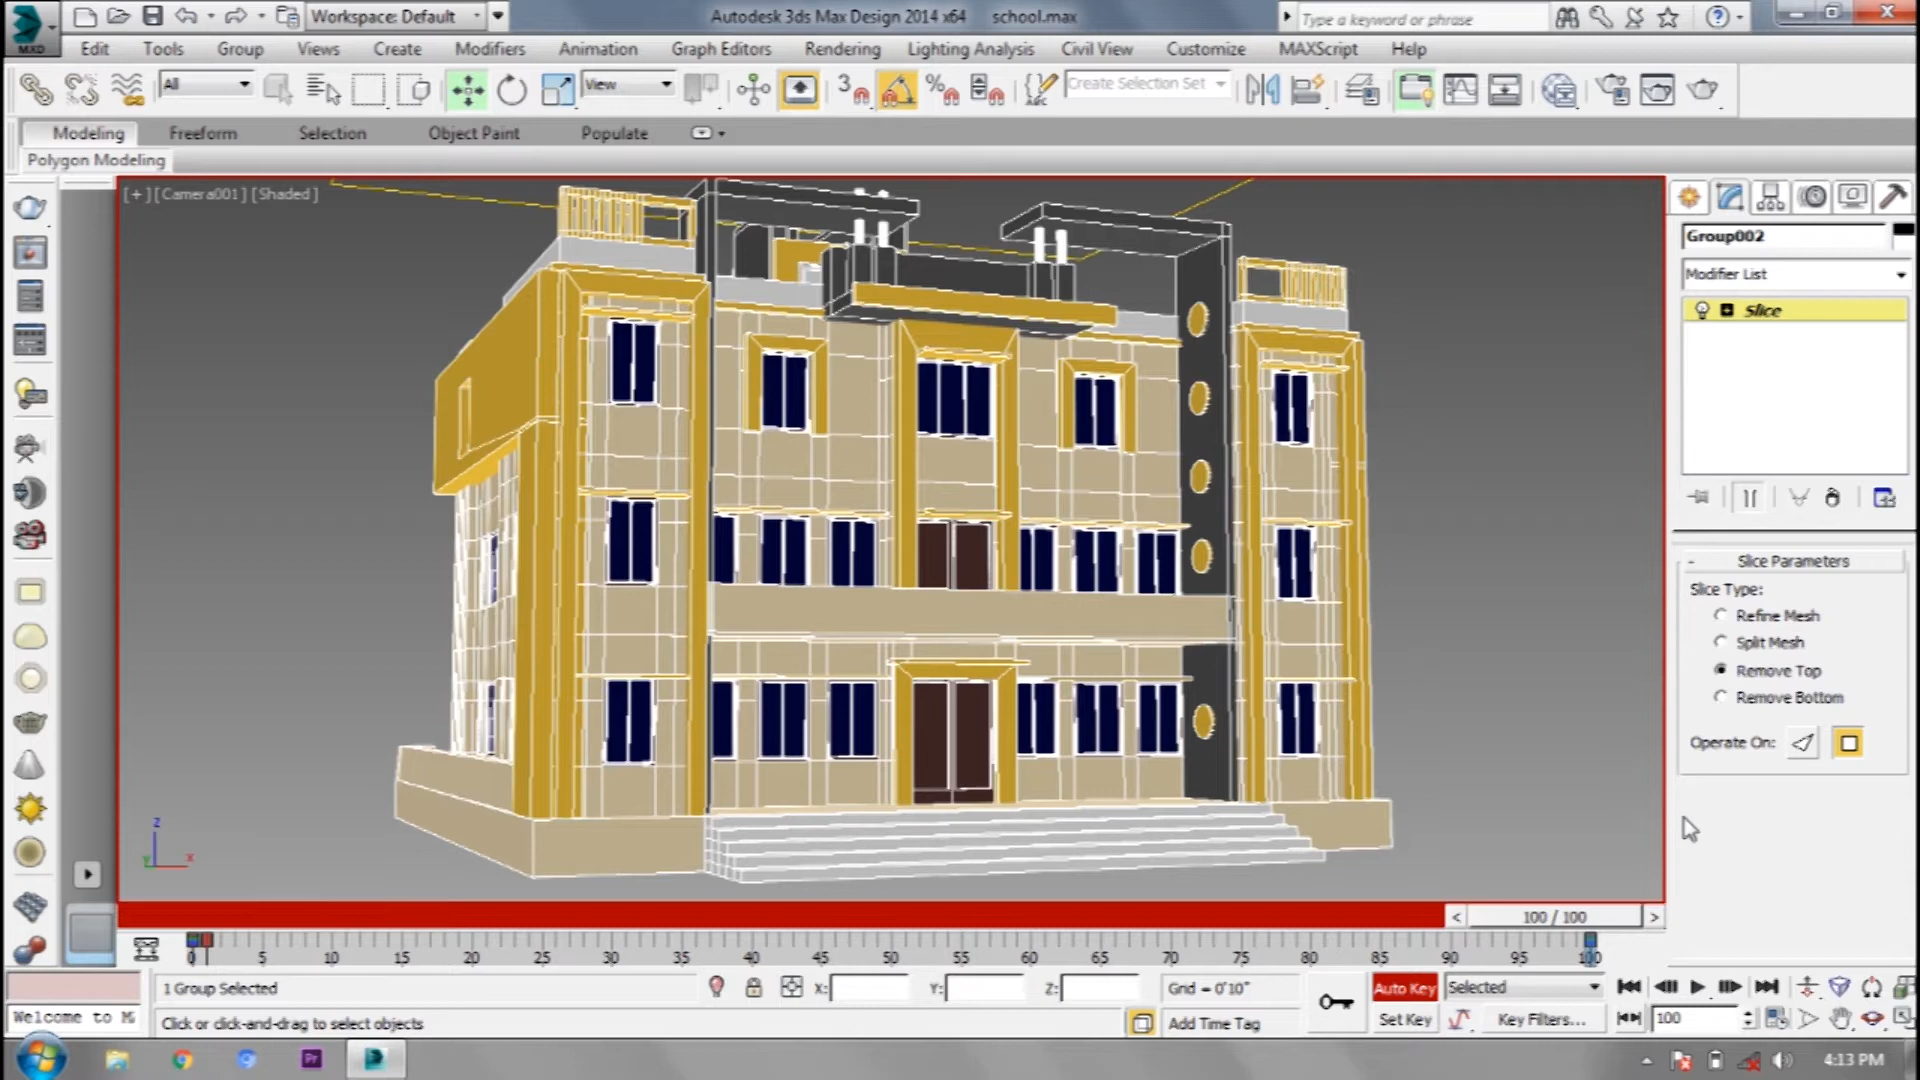 Workspace: Default
Autodesk 3ds Max Design 2014 x64 school.max
Type a keyword or phrase
MXD
Edit Tools Group Views Create Modifiers Animation Graph Editors Rendering Lighting Analysis Civil View Customize MAXScript Help
All
View
3
Create Selection Set
Modeling Freeform Selection Object Paint Populate
Polygon Modeling
[+][Camera001][Shaded]
Group002
Modifier List
Slice
Slice Parameters
Slice Type:
Refine Mesh
Split Mesh
Remove Top
Remove Bottom
Operate On:
z
y x
< 100 / 100 >
0 5 10 15 20 25 30 35 40 45 50 55 60 65 70 75 80 85 90 95 100
1 Group Selected
X: Y: Z:
Grid = 0'10"
Auto Key
Selected
Welcome to M
Click or click-and-drag to select objects
Add Time Tag
Set Key
Key Filters...
100
Pr
4:13 PM